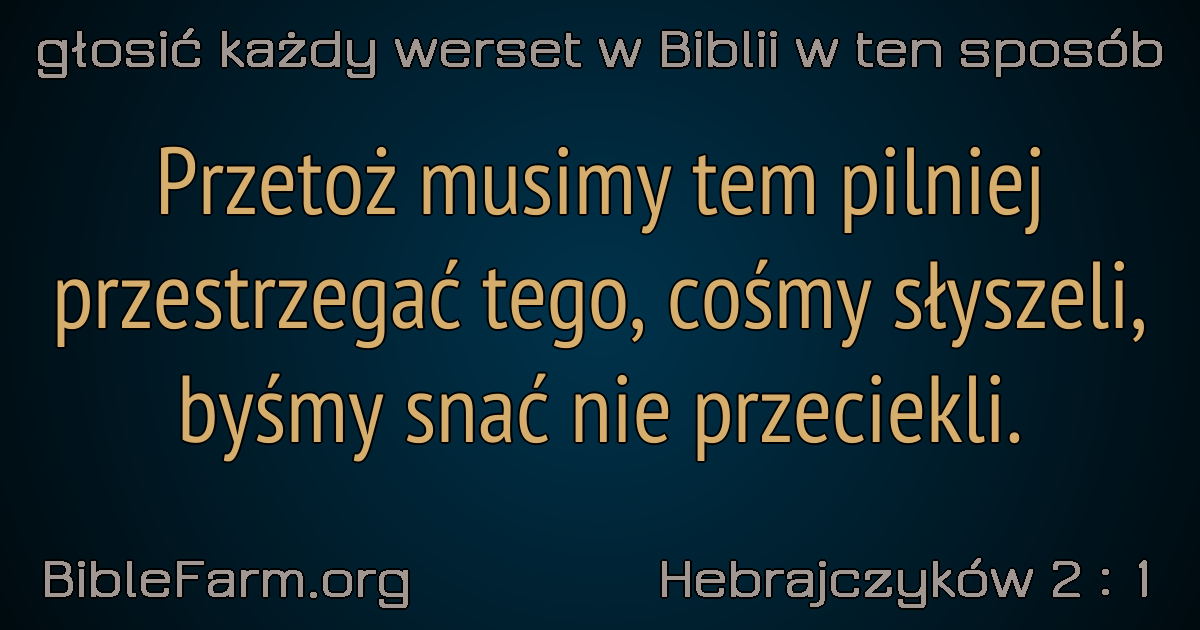 głosić każdy werset w Biblii w ten sposób
Przetoż musimy tem pilniej
przestrzegać tego, cośmy słyszeli,
byśmy snać nie przeciekli.
BibleFarm.org
Hebrajczyków 2 : 1